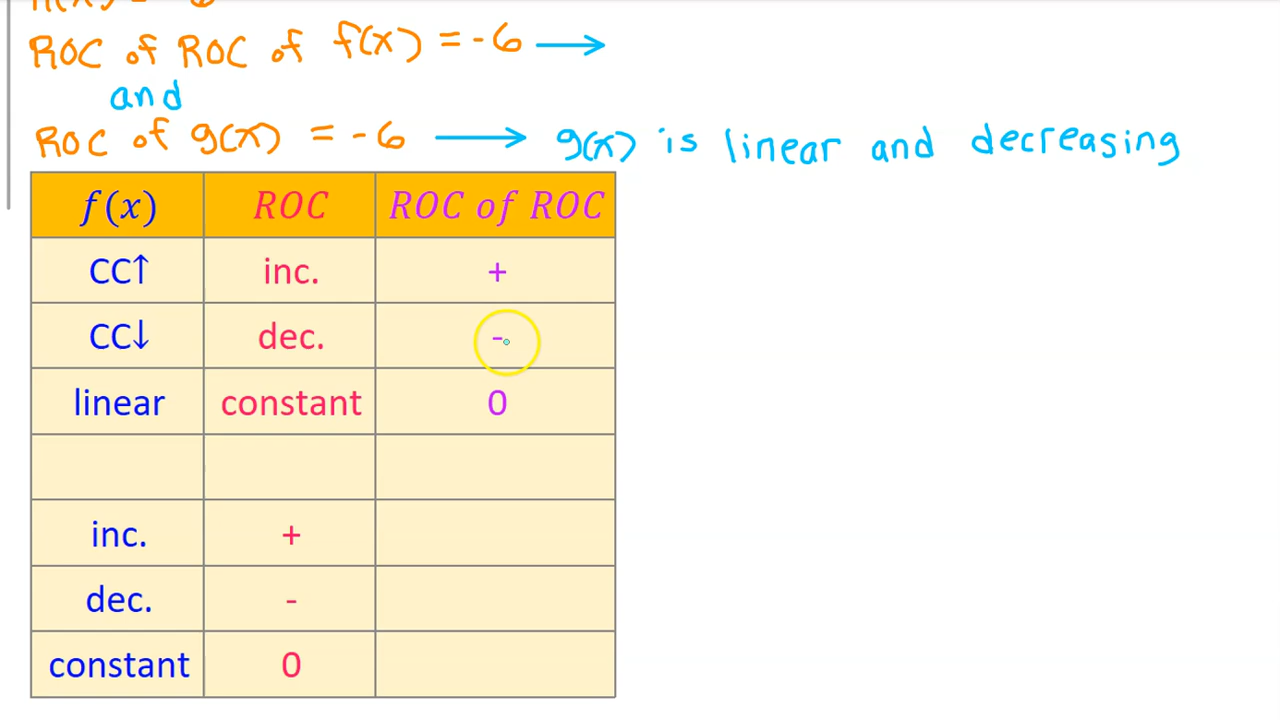 ROC of ROC of f(x) = -6 →
and
ROC of g(x) = -6 → g(x) is linear and decreasing
f(x) ROC ROC of ROC
CC↑ inc. +
CC↓ dec. -
linear constant 0
inc. +
dec. -
constant 0